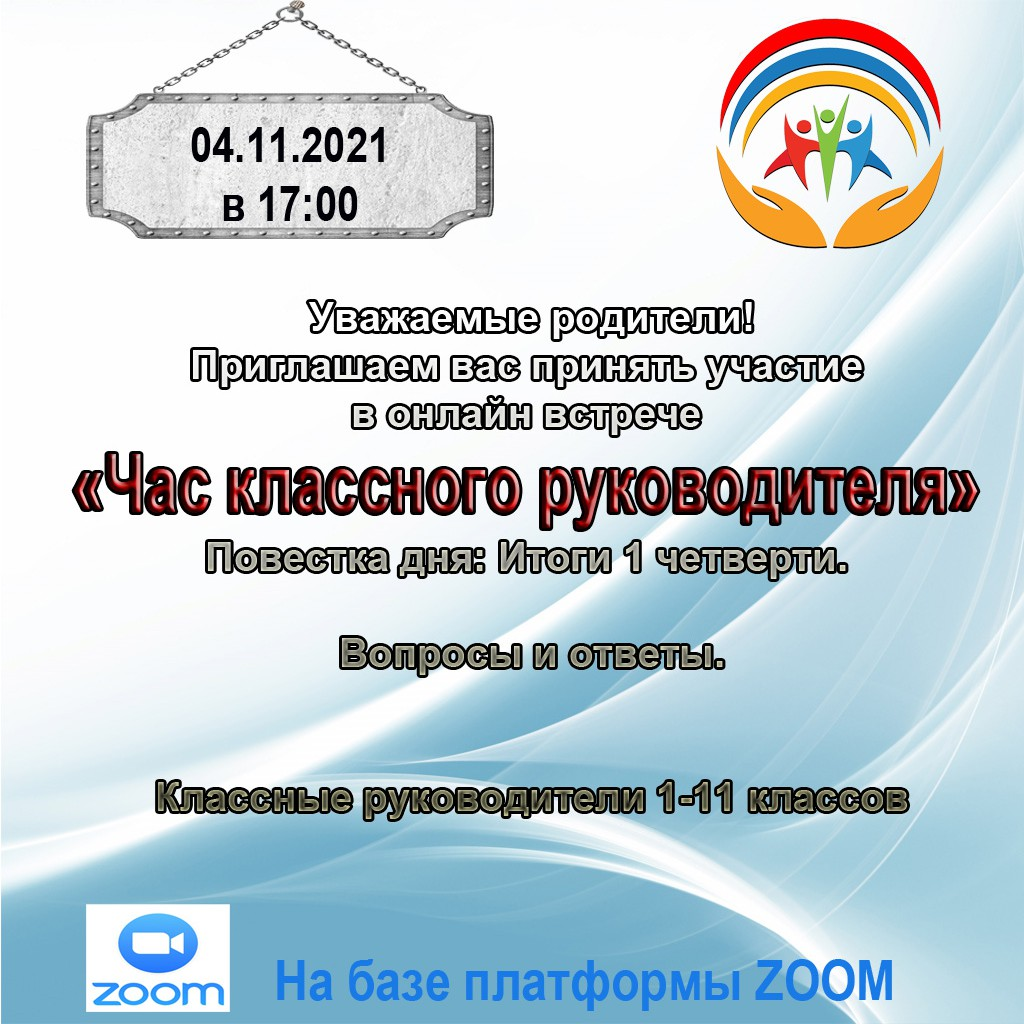 04.11.2021
в 17:00
Уважаемые родители!
Приглашаем вас принять участие
в онлайн встрече
«Час классного руководителя»
Повестка дня: Итоги 1 четверти.
Вопросы и ответы.
Классные руководители 1-11 классов
zoom
На базе платформы ZOOM